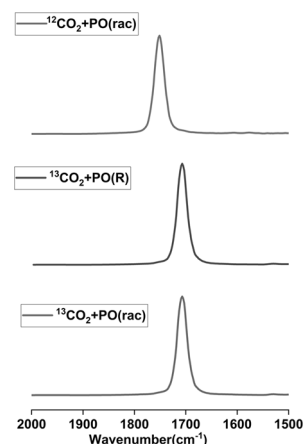 ¹²CO₂+PO(rac)
¹³CO₂+PO(R)
¹³CO₂+PO(rac)
2000 1900 1800 1700 1600 1500
Wavenumber(cm⁻¹)